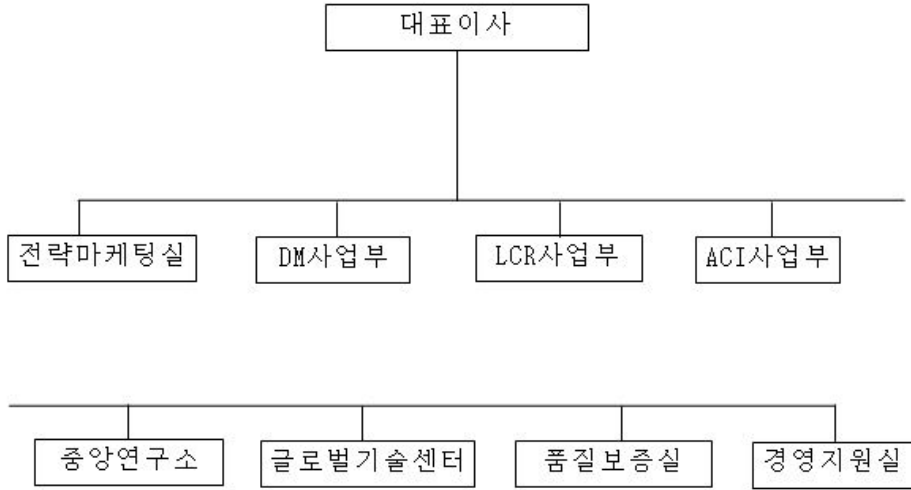 대표이사
전략마케팅실
DM사업부
LCR사업부
ACI사업부
중앙연구소
글로벌기술센터
품질보증실
경영지원실